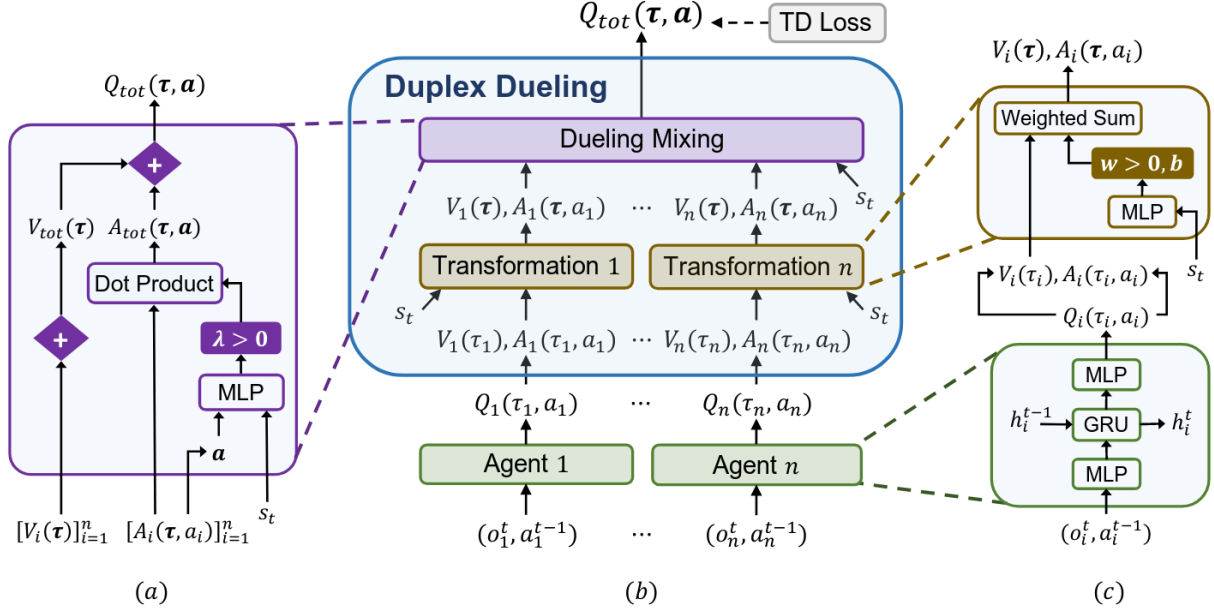 Q_tot(τ, a)
[V_i(τ)]_{i=1}^n
[A_i(τ, a_i)]_{i=1}^n
s_t
a
MLP
λ > 0
+
Dot Product
V_tot(τ)
A_tot(τ, a)
+
(a)
Q_tot(τ, a)
TD Loss
Duplex Dueling
Dueling Mixing
s_t
V_1(τ), A_1(τ, a_1) ⋯ V_n(τ), A_n(τ, a_n)
Transformation 1
Transformation n
s_t
s_t
V_1(τ_1), A_1(τ_1, a_1) ⋯ V_n(τ_n), A_n(τ_n, a_n)
Q_1(τ_1, a_1) ⋯ Q_n(τ_n, a_n)
Agent 1
Agent n
(o_1^t, a_1^{t-1}) ⋯ (o_n^t, a_n^{t-1})
(b)
V_i(τ), A_i(τ, a_i)
Weighted Sum
w > 0, b
MLP
s_t
V_i(τ_i), A_i(τ_i, a_i)
Q_i(τ_i, a_i)
MLP
h_i^{t-1}
GRU
h_i^t
MLP
(o_i^t, a_i^{t-1})
(c)